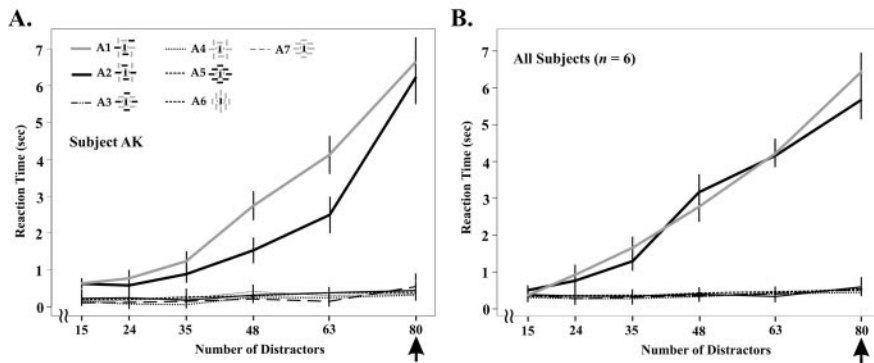 A.
B.
7
6
5
4
3
2
1
0
Reaction Time (sec)
A1
A2
A3
A4
A5
A6
A7
Subject AK
15 24 35 48 63 80
Number of Distractors
7
6
5
4
3
2
1
0
Reaction Time (sec)
All Subjects (n = 6)
15 24 35 48 63 80
Number of Distractors